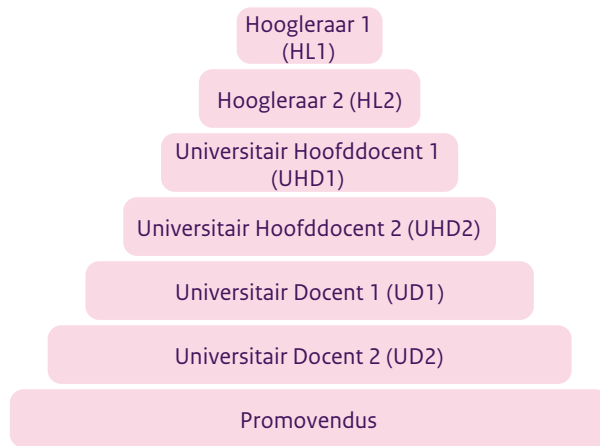 Hoogleraar 1
(HL1)
Hoogleraar 2 (HL2)
Universitair Hoofddocent 1
(UHD1)
Universitair Hoofddocent 2 (UHD2)
Universitair Docent 1 (UD1)
Universitair Docent 2 (UD2)
Promovendus